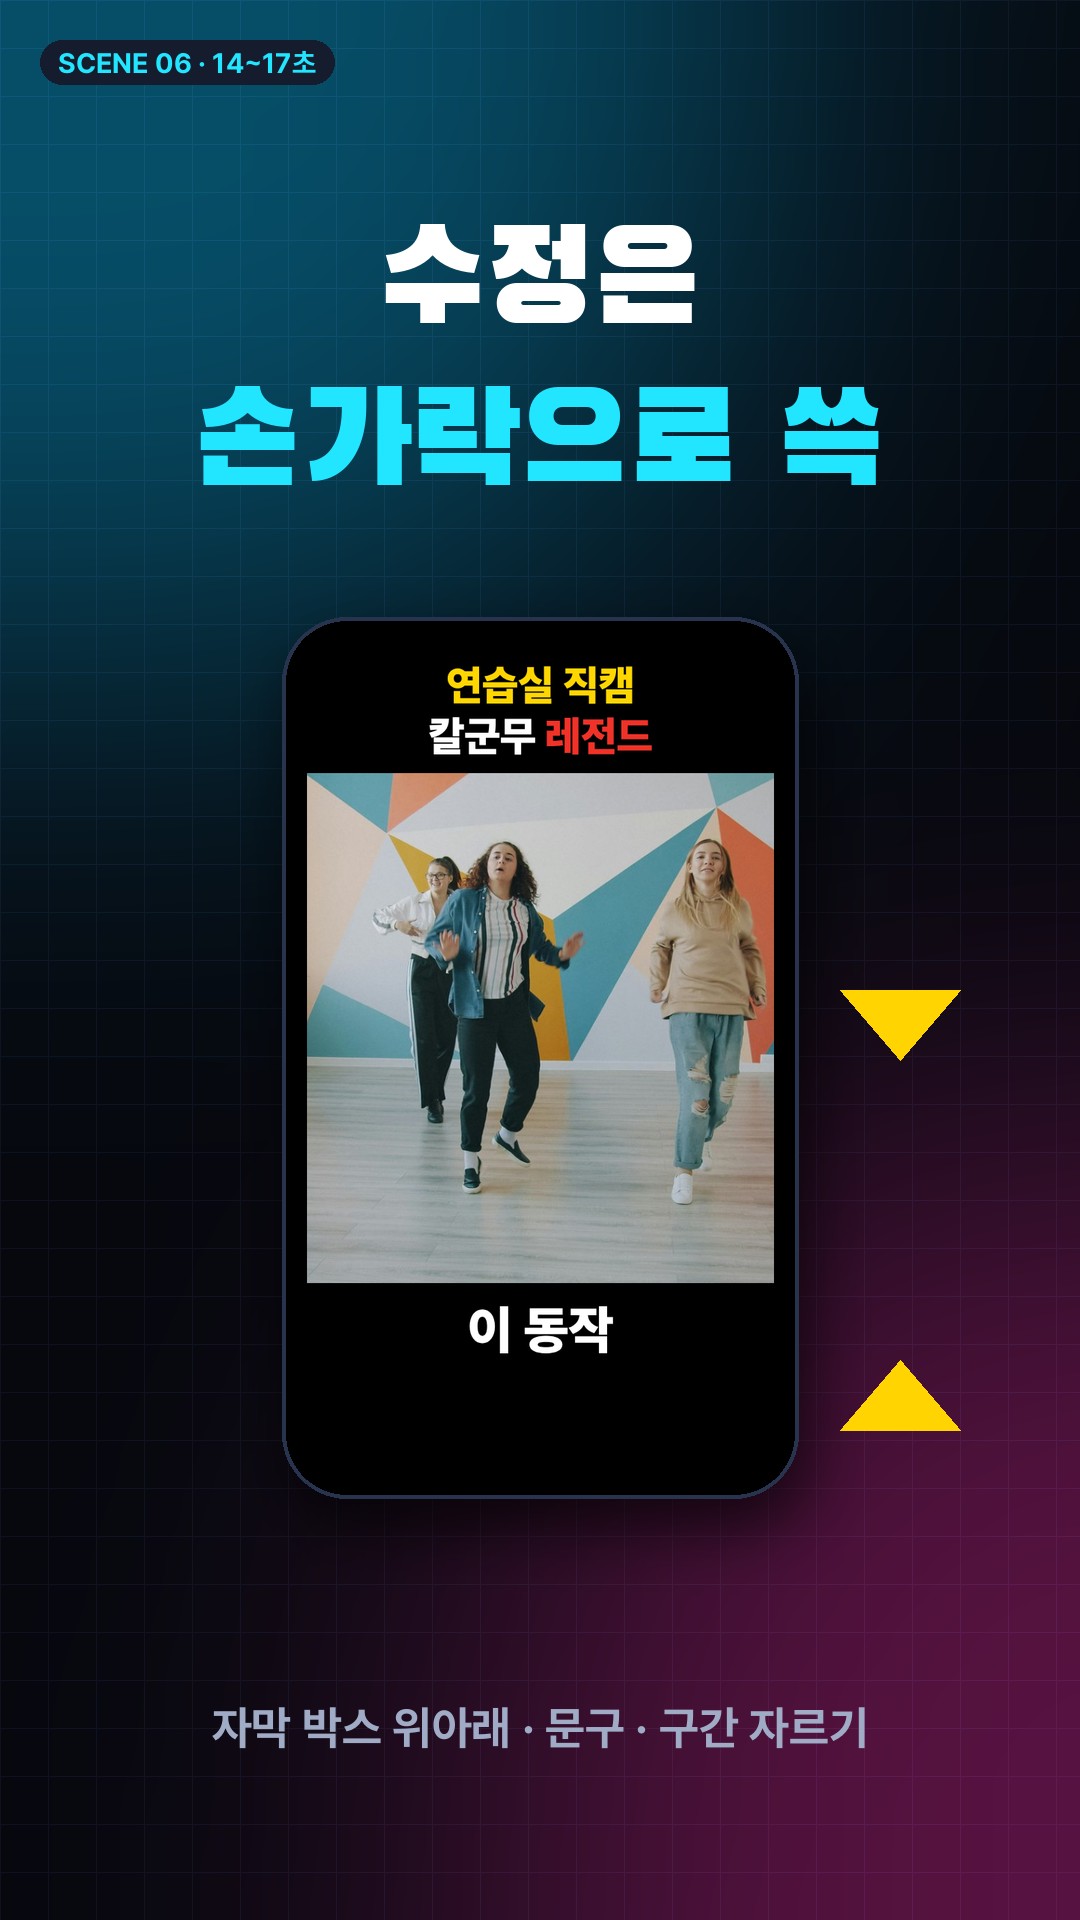 SCENE 06 · 14~17초
수정은
손가락으로 쓱
연습실 직캠
칼군무 레전드
이 동작
자막 박스 위아래 · 문구 · 구간 자르기